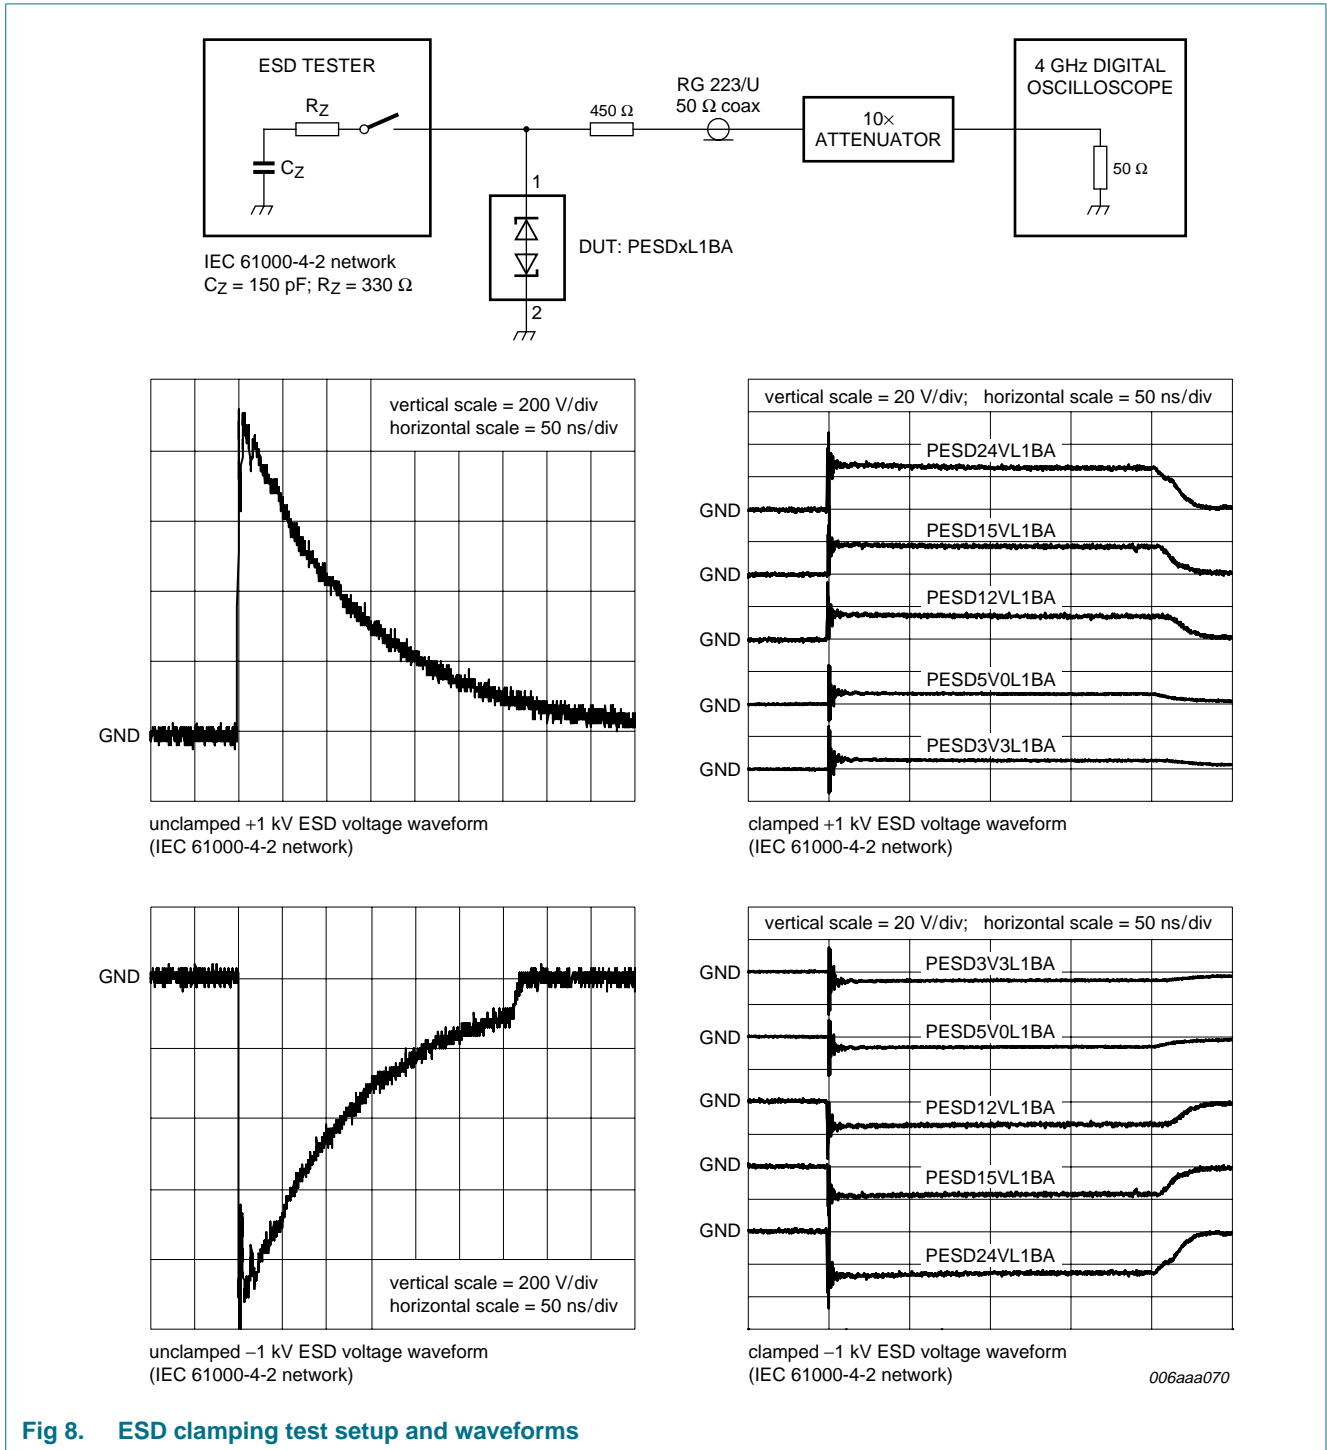 ESD TESTER
RZ
CZ
IEC 61000-4-2 network
CZ = 150 pF; RZ = 330 Ω
450 Ω
RG 223/U
50 Ω coax
10×
ATTENUATOR
4 GHz DIGITAL
OSCILLOSCOPE
50 Ω
1
DUT: PESDxL1BA
2
vertical scale = 200 V/div
horizontal scale = 50 ns/div
GND
unclamped +1 kV ESD voltage waveform
(IEC 61000-4-2 network)
vertical scale = 20 V/div; horizontal scale = 50 ns/div
PESD24VL1BA
GND
PESD15VL1BA
GND
PESD12VL1BA
GND
PESD5V0L1BA
GND
PESD3V3L1BA
GND
clamped +1 kV ESD voltage waveform
(IEC 61000-4-2 network)
GND
vertical scale = 200 V/div
horizontal scale = 50 ns/div
unclamped −1 kV ESD voltage waveform
(IEC 61000-4-2 network)
vertical scale = 20 V/div; horizontal scale = 50 ns/div
PESD3V3L1BA
GND
PESD5V0L1BA
GND
GND
PESD12VL1BA
GND
PESD15VL1BA
GND
PESD24VL1BA
clamped −1 kV ESD voltage waveform
(IEC 61000-4-2 network)
006aaa070
Fig 8. ESD clamping test setup and waveforms